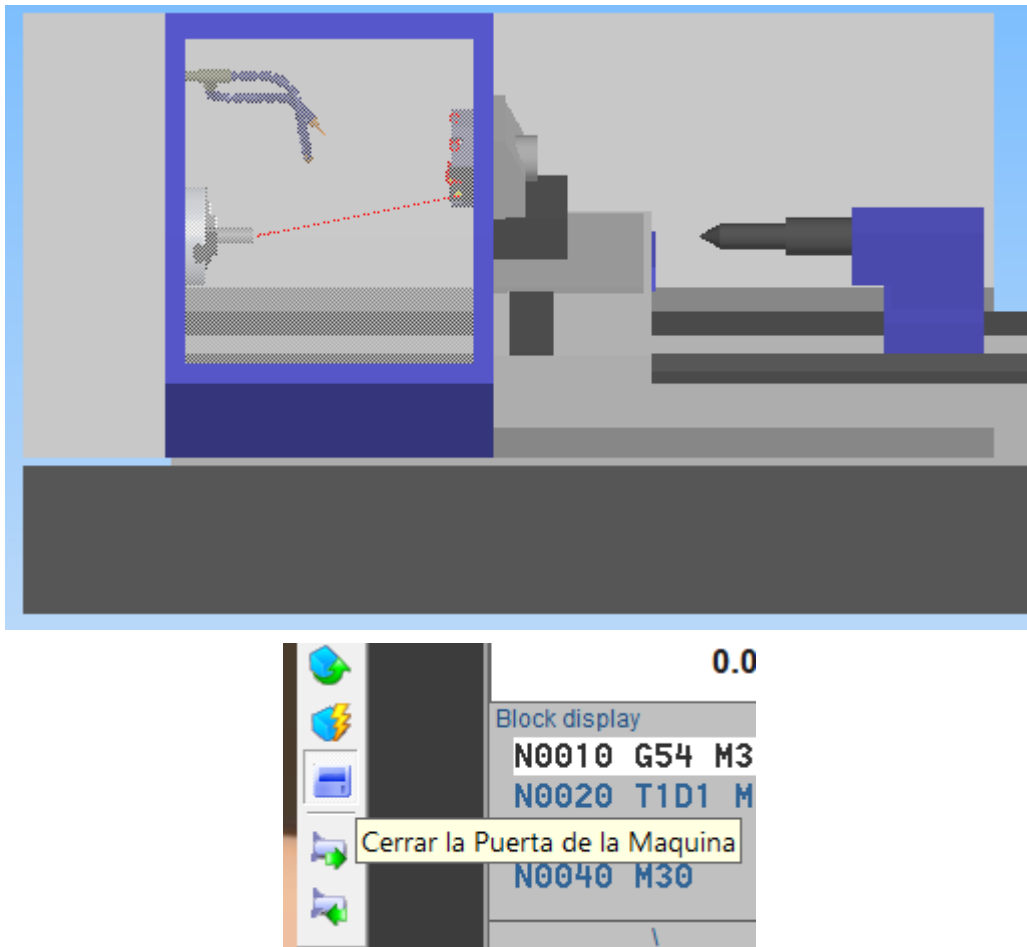 0.0
Block display
N0010 G54 M3
N0020 T1D1 M
Cerrar la Puerta de la Maquina
N0040 M30